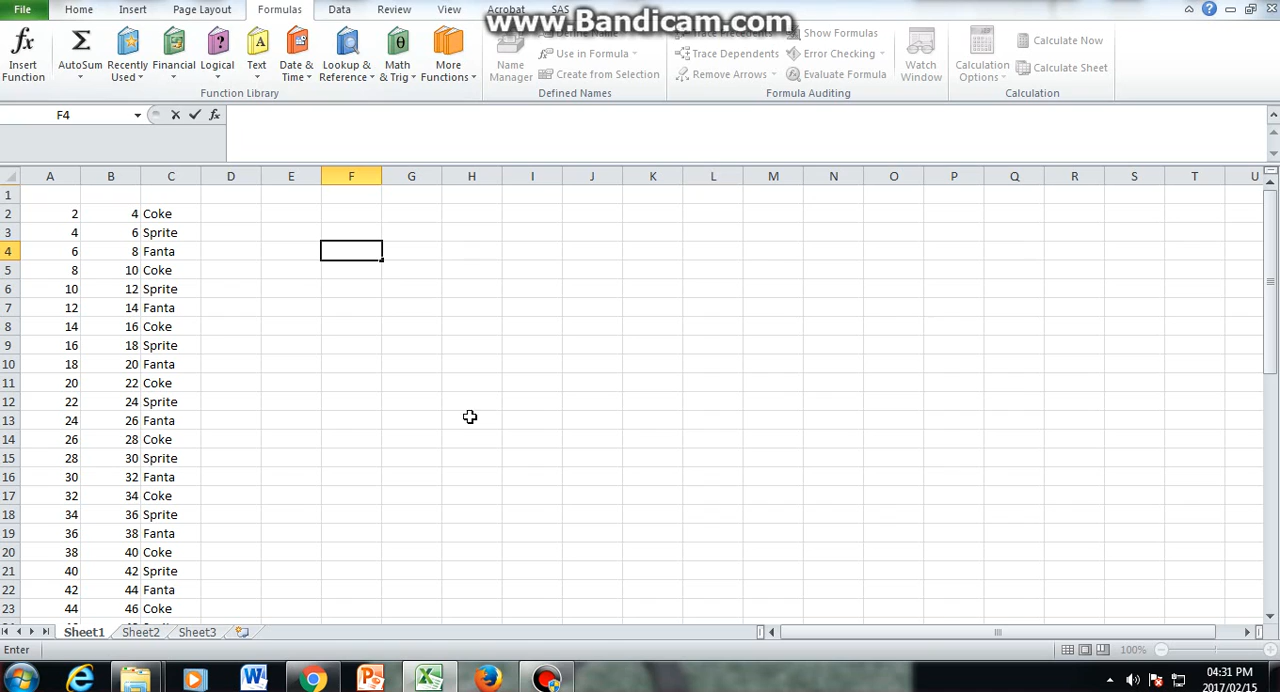 www.Bandicam.com
File Home Insert Page Layout Formulas Data Review View Acrobat SAS
fx Σ ? A θ
Insert Function
AutoSum
Recently Used
Financial
Logical
Text
Date & Time
Lookup & Reference
Math & Trig
More Functions
Function Library
Name Manager
Define Name
Use in Formula
Create from Selection
Defined Names
Trace Precedents
Trace Dependents
Remove Arrows
Show Formulas
Error Checking
Evaluate Formula
Formula Auditing
Watch Window
Calculation Options
Calculate Now
Calculate Sheet
Calculation
F4 fx
A B C D E F G H I J K L M N O P Q R S T U
1
2 2 4 Coke
3 4 6 Sprite
4 6 8 Fanta
5 8 10 Coke
6 10 12 Sprite
7 12 14 Fanta
8 14 16 Coke
9 16 18 Sprite
10 18 20 Fanta
11 20 22 Coke
12 22 24 Sprite
13 24 26 Fanta
14 26 28 Coke
15 28 30 Sprite
16 30 32 Fanta
17 32 34 Coke
18 34 36 Sprite
19 36 38 Fanta
20 38 40 Coke
21 40 42 Sprite
22 42 44 Fanta
23 44 46 Coke
Sheet1 Sheet2 Sheet3
Enter 100%
04:31 PM
2017/02/15